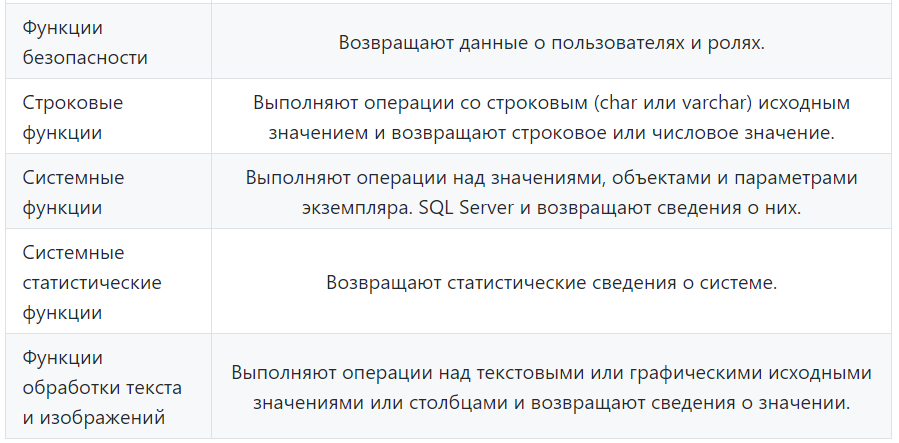 Функции
безопасности
Возвращают данные о пользователях и ролях.
Строковые
функции
Выполняют операции со строковым (char или varchar) исходным
значением и возвращают строковое или числовое значение.
Системные
функции
Выполняют операции над значениями, объектами и параметрами
экземпляра. SQL Server и возвращают сведения о них.
Системные
статистические
функции
Возвращают статистические сведения о системе.
Функции
обработки текста
и изображений
Выполняют операции над текстовыми или графическими исходными
значениями или столбцами и возвращают сведения о значении.